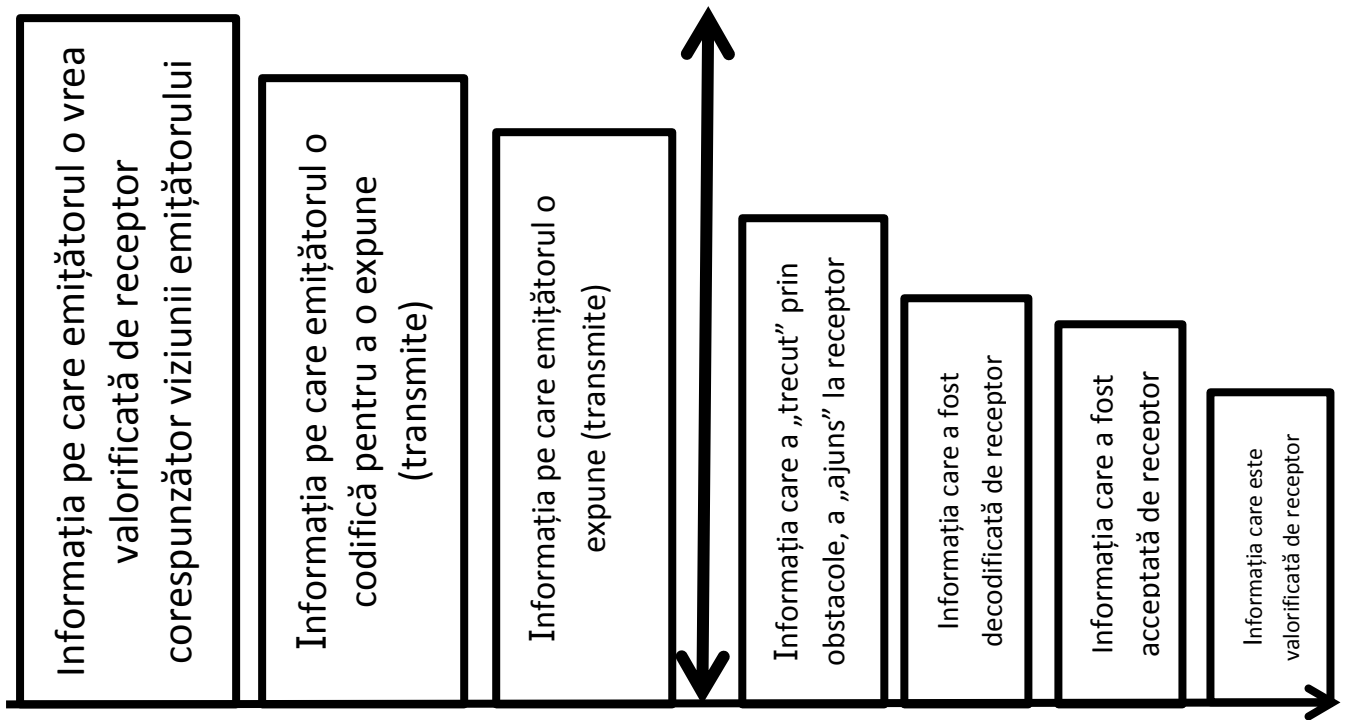 Informația pe care emițătorul o vrea
valorificată de receptor
corespunzător viziunii emițătorului
Informația pe care emițătorul o
codifică pentru a o expune
(transmite)
Informația pe care emițătorul o
expune (transmite)
Informația care a „trecut” prin
obstacole, a „ajuns” la receptor
Informația care a fost
decodificată de receptor
Informația care a fost
acceptată de receptor
Informația care este
valorificată de receptor